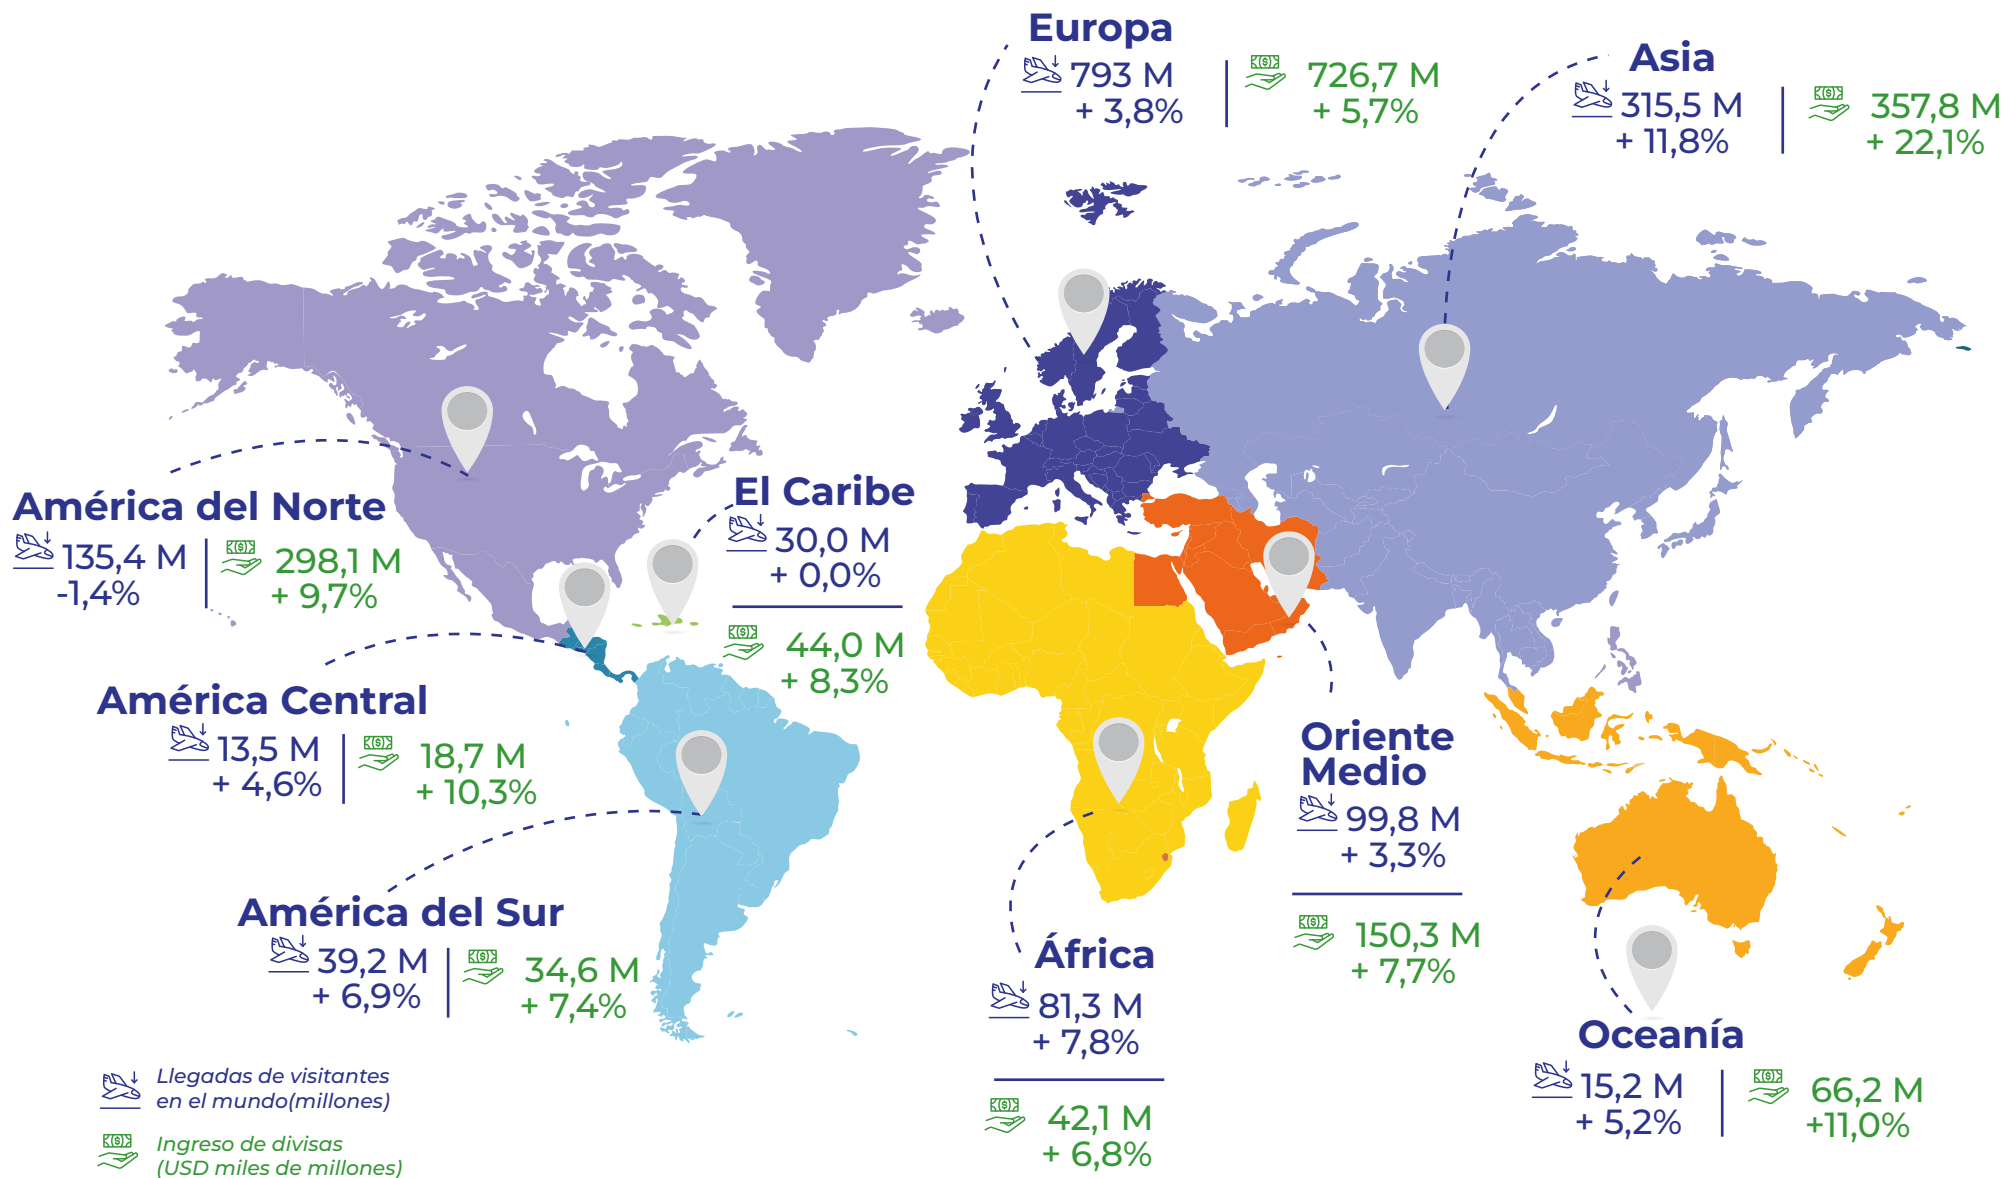 Europa
793 M
+ 3,8%
726,7 M
+ 5,7%
Asia
315,5 M
+ 11,8%
357,8 M
+ 22,1%
América del Norte
135,4 M
-1,4%
298,1 M
+ 9,7%
El Caribe
30,0 M
+ 0,0%
44,0 M
+ 8,3%
América Central
13,5 M
+ 4,6%
18,7 M
+ 10,3%
Oriente
Medio
99,8 M
+ 3,3%
150,3 M
+ 7,7%
América del Sur
39,2 M
+ 6,9%
34,6 M
+ 7,4%
África
81,3 M
+ 7,8%
42,1 M
+ 6,8%
Oceanía
15,2 M
+ 5,2%
66,2 M
+11,0%
Llegadas de visitantes
en el mundo(millones)
Ingreso de divisas
(USD miles de millones)